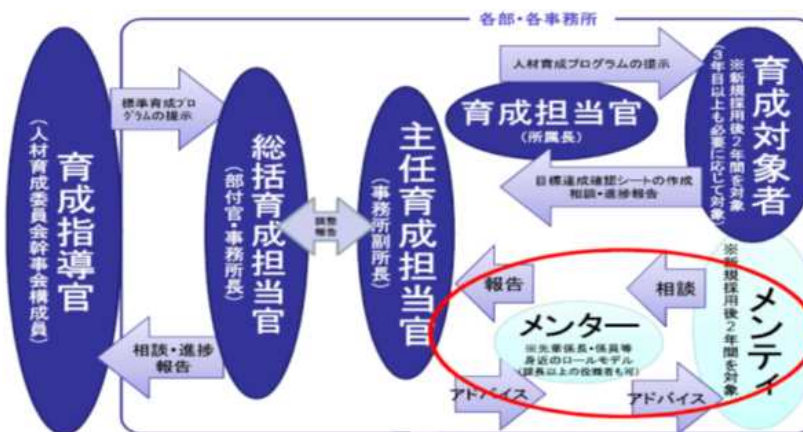 各部・各事務所
育成指導官
(人材育成委員会幹事会構成員)
標準育成プロ
グラムの提示
総括育成担当官
(部付官・事務所長)
相談・進捗
報告
調整
報告
主任育成担当官
(事務所副所長)
人材育成プログラムの提示
育成担当官
(所属長)
目標達成確認シートの作成
相談・進捗報告
育成対象者
※新規採用後2年間を対象
(3年目以上も必要に応じて対象)
報告
相談
メンター
※先輩係長・係員等
身近のロールモデル
(課長以上の役職者も可)
アドバイス
アドバイス
メンティ
※新規採用後2年間を対象